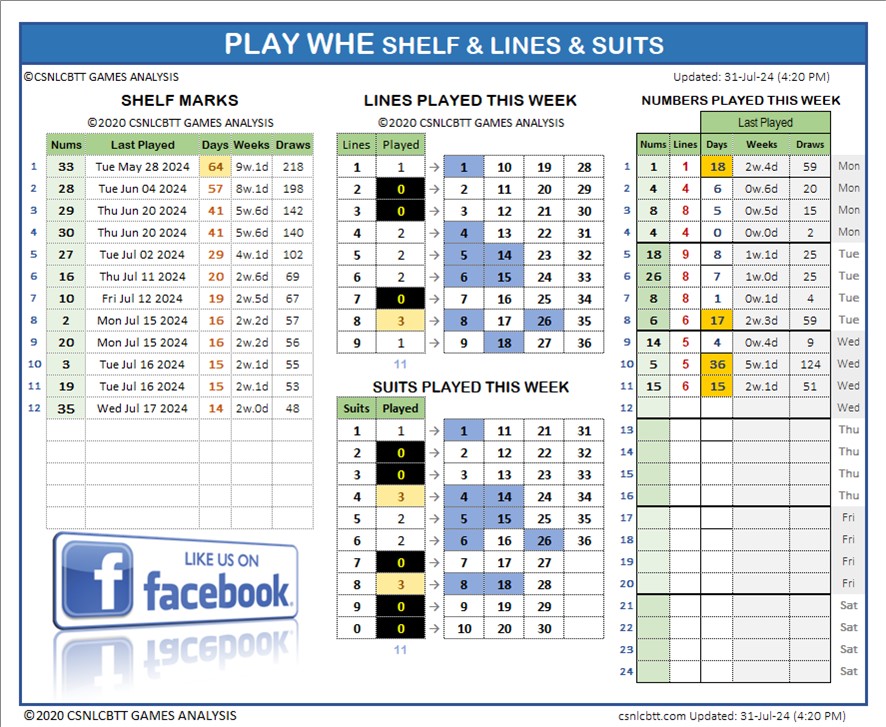 PLAY WHE SHELF & LINES & SUITS
©CSNLCBTT GAMES ANALYSIS
Updated: 31-Jul-24 (4:20 PM)
SHELF MARKS
©2020 CSNLCBTT GAMES ANALYSIS
Nums Last Played Days Weeks Draws
1 33 Tue May 28 2024 64 9w.1d 218
2 28 Tue Jun 04 2024 57 8w.1d 198
3 29 Thu Jun 20 2024 41 5w.6d 142
4 30 Thu Jun 20 2024 41 5w.6d 140
5 27 Tue Jul 02 2024 29 4w.1d 102
6 16 Thu Jul 11 2024 20 2w.6d 69
7 10 Fri Jul 12 2024 19 2w.5d 67
8 2 Mon Jul 15 2024 16 2w.2d 57
9 20 Mon Jul 15 2024 16 2w.2d 56
10 3 Tue Jul 16 2024 15 2w.1d 55
11 19 Tue Jul 16 2024 15 2w.1d 53
12 35 Wed Jul 17 2024 14 2w.0d 48
LIKE US ON
facebook.
LINES PLAYED THIS WEEK
©2020 CSNLCBTT GAMES ANALYSIS
Lines Played
1 1 → 1 10 19 28
2 0 → 2 11 20 29
3 0 → 3 12 21 30
4 2 → 4 13 22 31
5 2 → 5 14 23 32
6 2 → 6 15 24 33
7 0 → 7 16 25 34
8 3 → 8 17 26 35
9 1 → 9 18 27 36
11
SUITS PLAYED THIS WEEK
Suits Played
1 1 → 1 11 21 31
2 0 → 2 12 22 32
3 0 → 3 13 23 33
4 3 → 4 14 24 34
5 2 → 5 15 25 35
6 2 → 6 16 26 36
7 0 → 7 17 27
8 3 → 8 18 28
9 0 → 9 19 29
0 0 → 10 20 30
11
NUMBERS PLAYED THIS WEEK
Last Played
Nums Lines Days Weeks Draws
1 1 1 18 2w.4d 59 Mon
2 4 4 6 0w.6d 20 Mon
3 8 8 5 0w.5d 15 Mon
4 4 4 0 0w.0d 2 Mon
5 18 9 8 1w.1d 25 Tue
6 26 8 7 1w.0d 25 Tue
7 8 8 1 0w.1d 4 Tue
8 6 6 17 2w.3d 59 Tue
9 14 5 4 0w.4d 9 Wed
10 5 5 36 5w.1d 124 Wed
11 15 6 15 2w.1d 51 Wed
12 Wed
13 Thu
14 Thu
15 Thu
16 Thu
17 Fri
18 Fri
19 Fri
20 Fri
21 Sat
22 Sat
23 Sat
24 Sat
©2020 CSNLCBTT GAMES ANALYSIS
csnlcbtt.com Updated: 31-Jul-24 (4:20 PM)